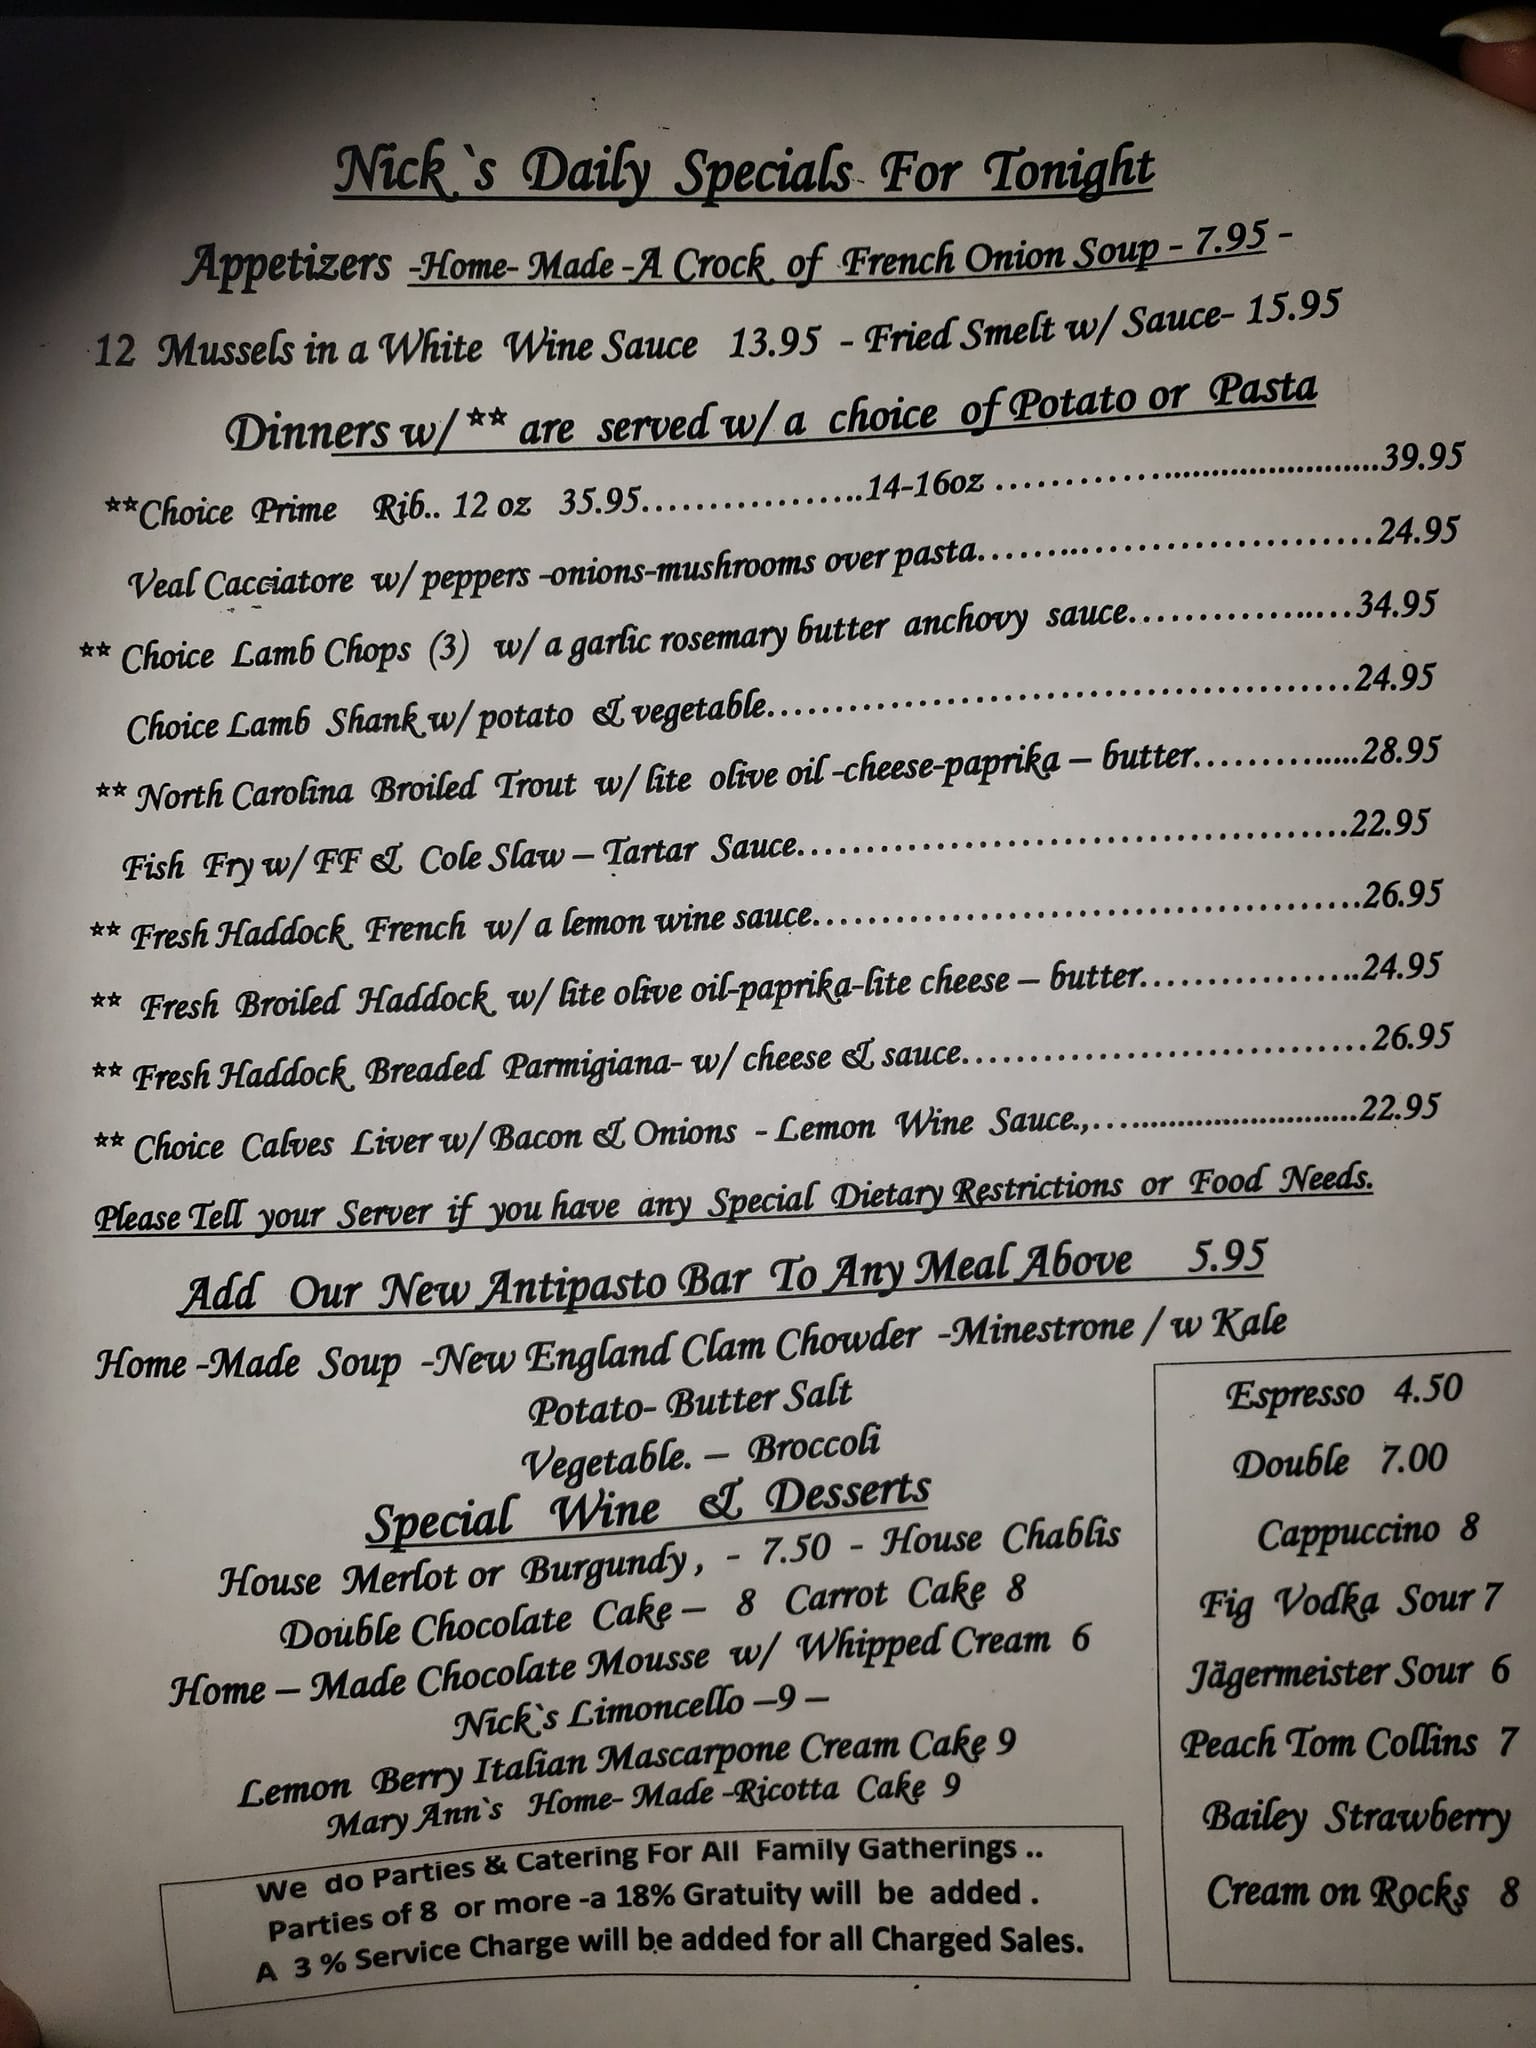 Nick`s Daily Specials For Tonight
Appetizers -Home- Made -A Crock of French Onion Soup - 7.95 -
12 Mussels in a White Wine Sauce 13.95 - Fried Smelt w/ Sauce- 15.95
Dinners w/ ** are served w/ a choice of Potato or Pasta
**Choice Prime Rib.. 12 oz 35.95....................14-16oz ....................................39.95
Veal Cacciatore w/ peppers -onions-mushrooms over pasta....................................24.95
** Choice Lamb Chops (3) w/ a garlic rosemary butter anchovy sauce....................34.95
Choice Lamb Shank w/ potato & vegetable....................................................24.95
** North Carolina Broiled Trout w/ lite olive oil -cheese-paprika – butter................28.95
Fish Fry w/ FF & Cole Slaw – Tartar Sauce..................................................22.95
** Fresh Haddock French w/ a lemon wine sauce................................................26.95
** Fresh Broiled Haddock w/ lite olive oil-paprika-lite cheese – butter...................24.95
** Fresh Haddock Breaded Parmigiana- w/ cheese & sauce....................................26.95
** Choice Calves Liver w/ Bacon & Onions - Lemon Wine Sauce.,..............................22.95
Please Tell your Server if you have any Special Dietary Restrictions or Food Needs.
Add Our New Antipasto Bar To Any Meal Above 5.95
Home -Made Soup -New England Clam Chowder -Minestrone / w Kale
Potato- Butter Salt
Vegetable. – Broccoli
Special Wine & Desserts
House Merlot or Burgundy, - 7.50 - House Chablis
Double Chocolate Cake – 8 Carrot Cake 8
Home – Made Chocolate Mousse w/ Whipped Cream 6
Nick`s Limoncello –9 –
Lemon Berry Italian Mascarpone Cream Cake 9
Mary Ann`s Home- Made -Ricotta Cake 9
We do Parties & Catering For All Family Gatherings ..
Parties of 8 or more -a 18% Gratuity will be added .
A 3 % Service Charge will be added for all Charged Sales.
Espresso 4.50
Double 7.00
Cappuccino 8
Fig Vodka Sour 7
Jägermeister Sour 6
Peach Tom Collins 7
Bailey Strawberry
Cream on Rocks 8